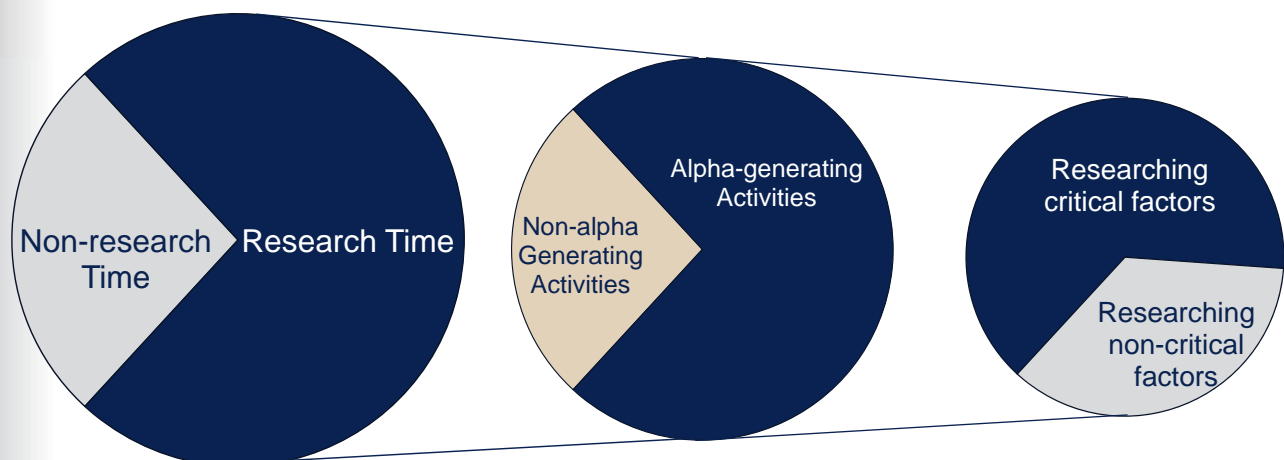 Non-research
Time
Research Time
Non-alpha
Generating
Activities
Alpha-generating
Activities
Researching
critical factors
Researching
non-critical
factors